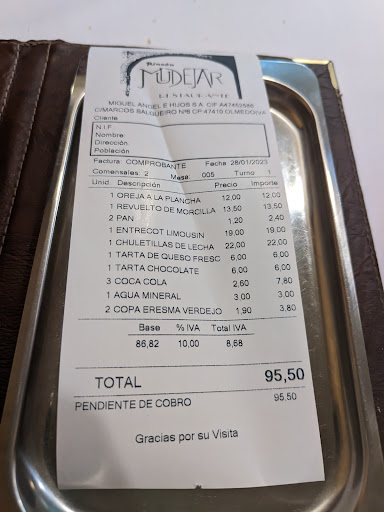 Arevalo
MUDEJAR
RESTAURANTE
MIGUEL ANGEL E HIJOS S.A. CIF A47453586
C/MARCOS SALGUEIRO Nº6 CP 47410 OLMEDO
Cliente
N.I.F.
Nombre:
Dirección
Población
Factura: COMPROBANTE Fecha 28/01/2023
Comensales 2 Mesa: 005 Turno 1
Unid Descripción Precio Importe
1 OREJA A LA PLANCHA 12,00 12,00
1 REVUELTO DE MORCILLA 13,50 13,50
2 PAN 1,20 2,40
1 ENTRECOT LIMOUSIN 19,00 19,00
1 CHULETILLAS DE LECHA 22,00 22,00
1 TARTA DE QUESO FRESC 6,00 6,00
1 TARTA CHOCOLATE 6,00 6,00
3 COCA COLA 2,60 7,80
1 AGUA MINERAL 3,00 3,00
2 COPA ERESMA VERDEJO 1,90 3,80
Base % IVA Total IVA
86,82 10,00 8,68
TOTAL 95,50
PENDIENTE DE COBRO 95,50
Gracias por su Visita